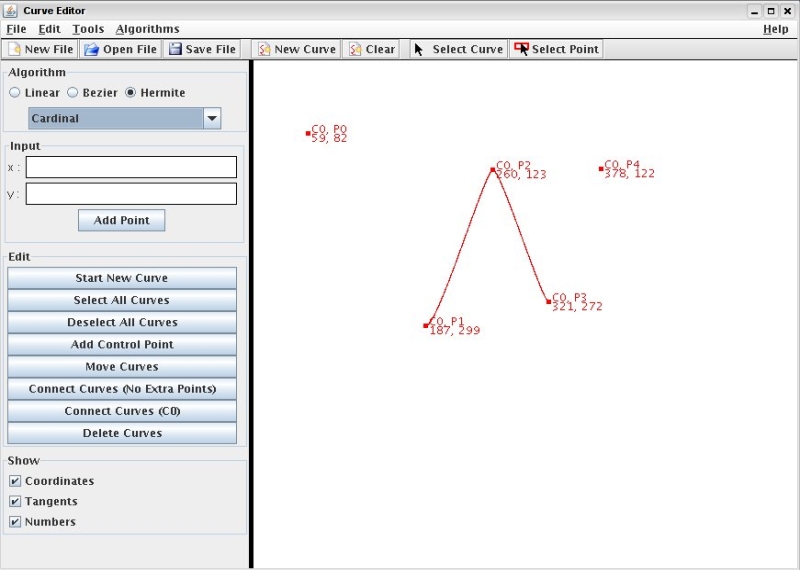 Curve Editor
File Edit Tools Algorithms Help
New File Open File Save File New Curve Clear Select Curve Select Point
Algorithm
Linear Bezier Hermite
Cardinal
Input
x :
y :
Add Point
Edit
Start New Curve
Select All Curves
Deselect All Curves
Add Control Point
Move Curves
Connect Curves (No Extra Points)
Connect Curves (C0)
Delete Curves
Show
Coordinates
Tangents
Numbers
C0, P0
59, 82
C0, P2
260, 123
C0, P4
378, 122
C0, P3
321, 272
C0, P1
187, 299